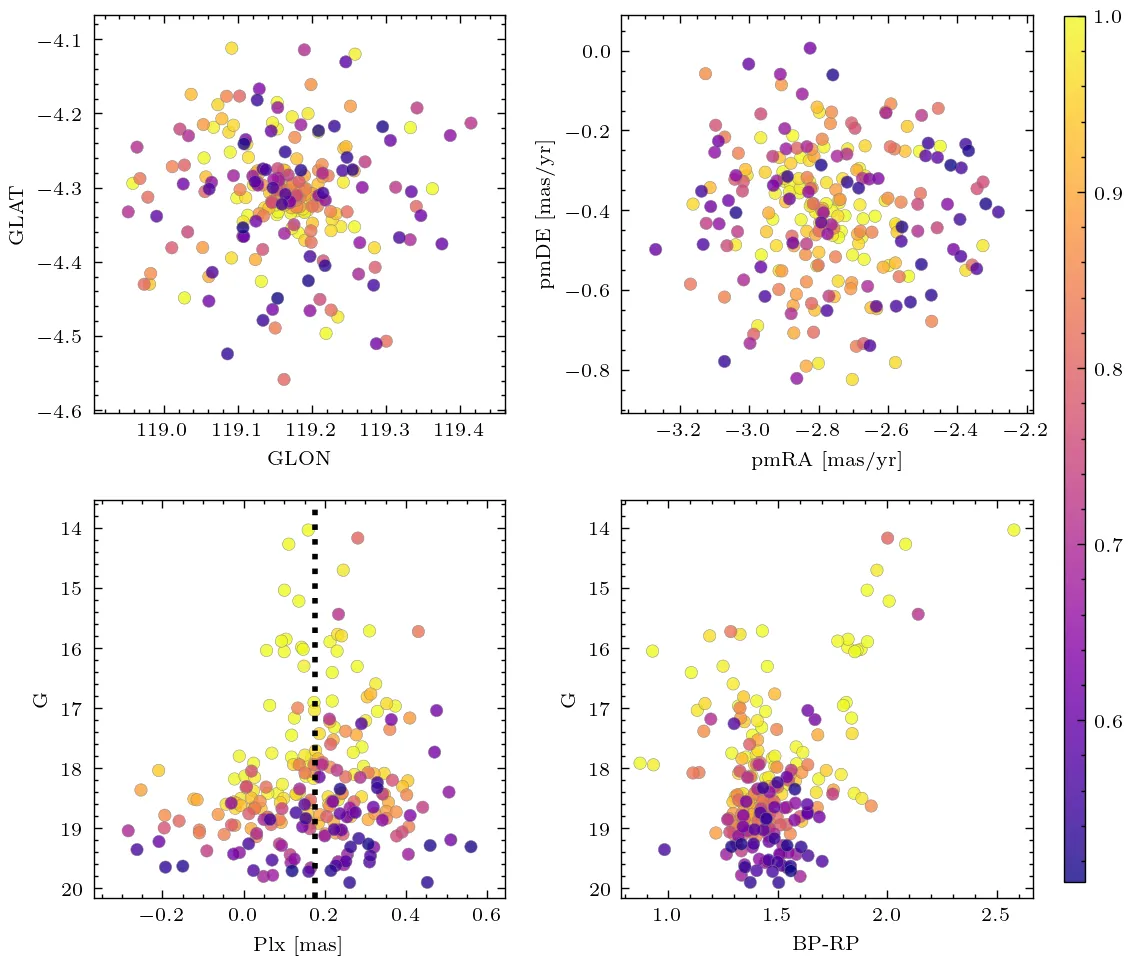 −4.1
−4.2
−4.3
−4.4
−4.5
−4.6
GLAT
119.0 119.1 119.2 119.3 119.4
GLON
0.0
−0.2
−0.4
−0.6
−0.8
pmDE [mas/yr]
−3.2 −3.0 −2.8 −2.6 −2.4 −2.2
pmRA [mas/yr]
14
15
16
17
18
19
20
G
−0.2 0.0 0.2 0.4 0.6
Plx [mas]
14
15
16
17
18
19
20
G
1.0 1.5 2.0 2.5
BP-RP
1.0
0.9
0.8
0.7
0.6